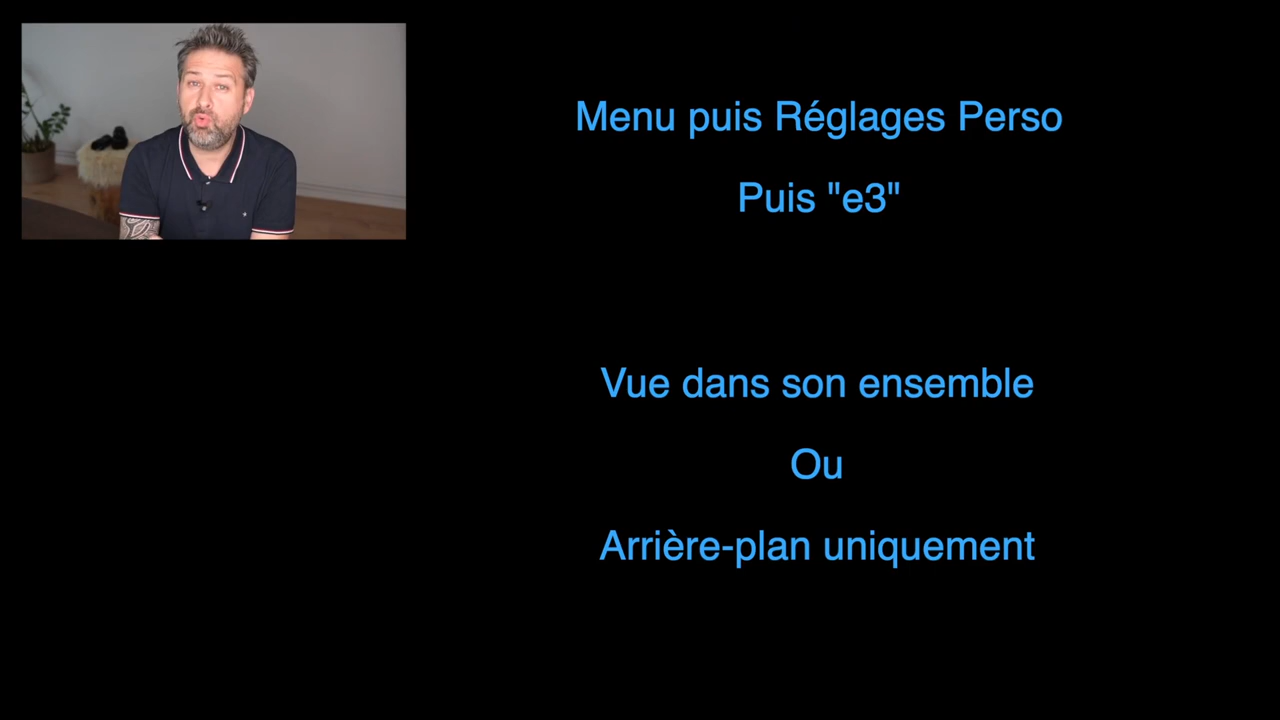 Menu puis Réglages Perso
Puis "e3"
Vue dans son ensemble
Ou
Arrière-plan uniquement